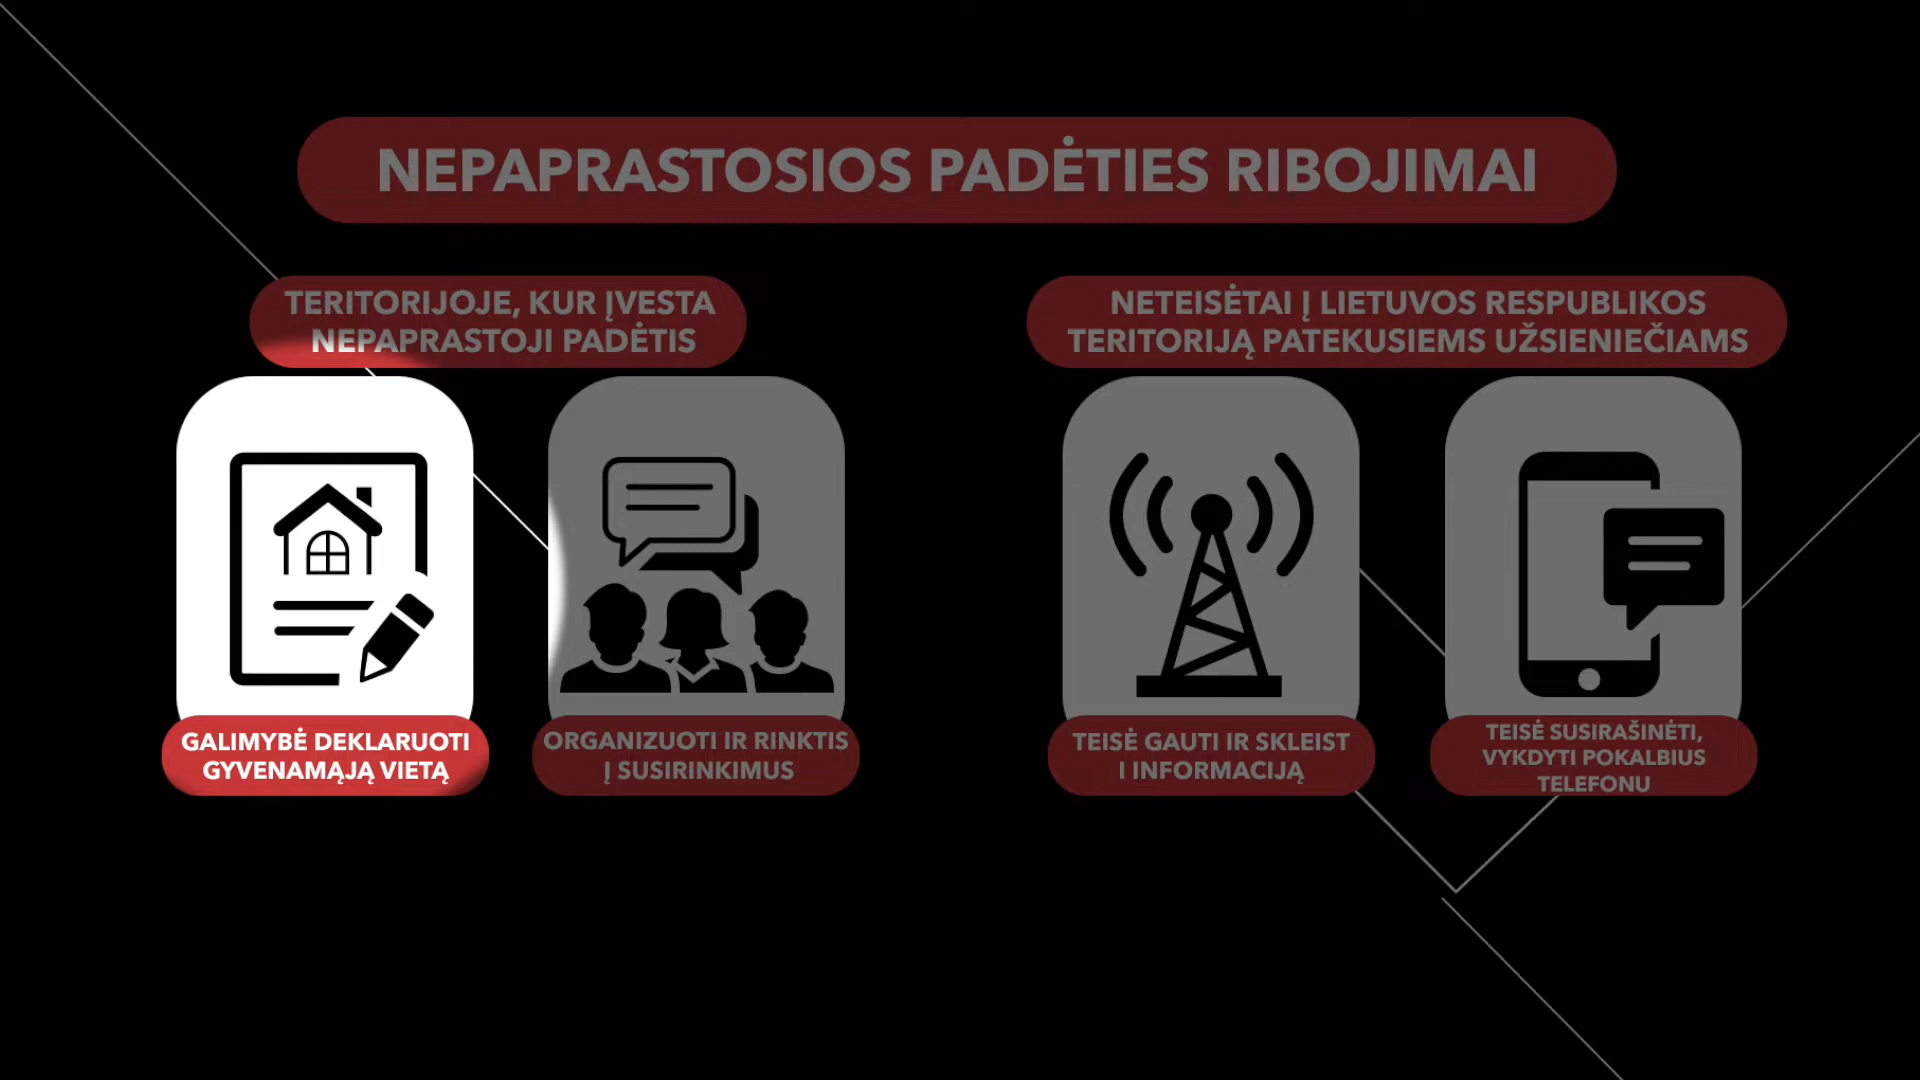 NEPAPRASTOSIOS PADĖTIES RIBOJIMAI
TERITORIJOJE, KUR ĮVESTA
NEPAPRASTOJI PADĖTIS
GALIMYBĖ DEKLARUOTI
GYVENAMĄJĄ VIETĄ
ORGANIZUOTI IR RINKTIS
Į SUSIRINKIMUS
NETEISĖTAI Į LIETUVOS RESPUBLIKOS
TERITORIJĄ PATEKUSIEMS UŽSIENIEČIAMS
TEISĖ GAUTI IR SKLEIST
I INFORMACIJĄ
TEISĖ SUSIRAŠINĖTI,
VYKDYTI POKALBIUS
TELEFONU